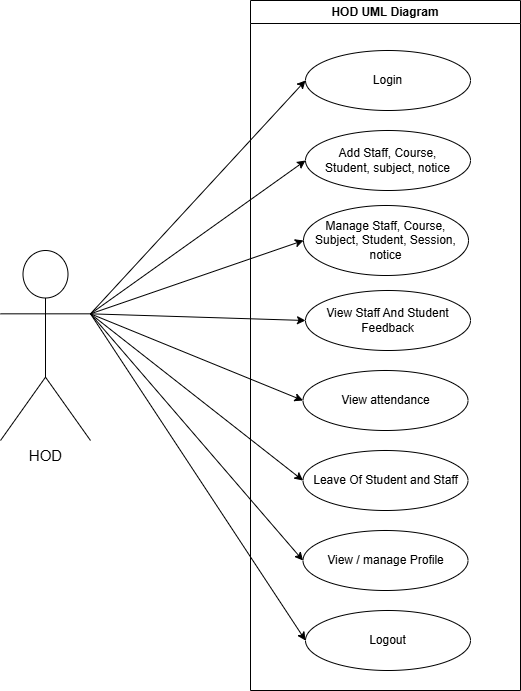 HOD UML Diagram
Login
Add Staff, Course,
Student, subject, notice
Manage Staff, Course,
Subject, Student, Session,
notice
View Staff And Student
Feedback
View attendance
HOD
Leave Of Student and Staff
View / manage Profile
Logout